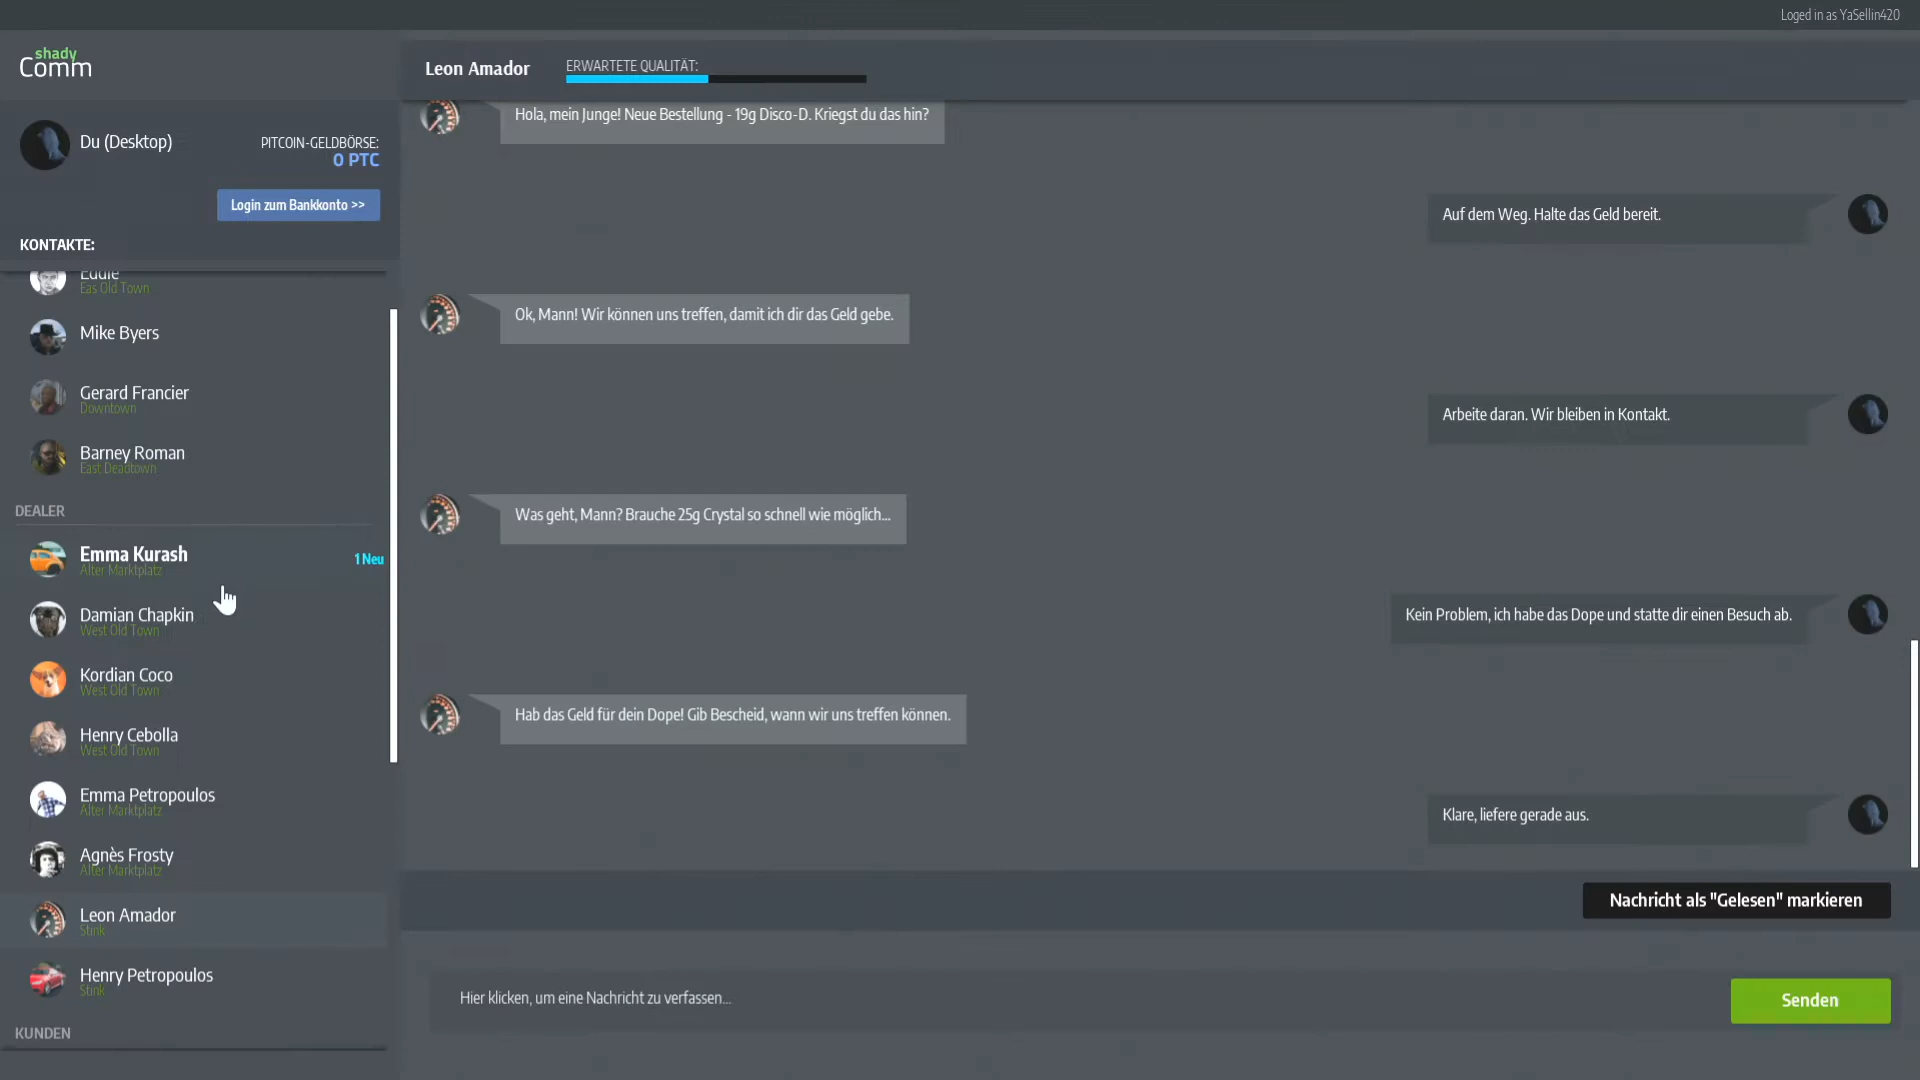 Loged in as YaSellin420
shady
Comm
Du (Desktop)
PITCOIN-GELDBÖRSE:
0 PTC
Login zum Bankkonto >>
KONTAKTE:
Eddie
Eas Old Town
Mike Byers
Gerard Francier
Downtown
Barney Roman
East Deadtown
DEALER
Emma Kurash
Alter Marktplatz
1 Neu
Damian Chapkin
West Old Town
Kordian Coco
West Old Town
Henry Cebolla
West Old Town
Emma Petropoulos
Alter Marktplatz
Agnès Frosty
Alter Marktplatz
Leon Amador
Stink
Henry Petropoulos
Stink
KUNDEN
Leon Amador
ERWARTETE QUALITÄT:
Hola, mein Junge! Neue Bestellung - 19g Disco-D. Kriegst du das hin?
Auf dem Weg. Halte das Geld bereit.
Ok, Mann! Wir können uns treffen, damit ich dir das Geld gebe.
Arbeite daran. Wir bleiben in Kontakt.
Was geht, Mann? Brauche 25g Crystal so schnell wie möglich...
Kein Problem, ich habe das Dope und statte dir einen Besuch ab.
Hab das Geld für dein Dope! Gib Bescheid, wann wir uns treffen können.
Klare, liefere gerade aus.
Nachricht als "Gelesen" markieren
Hier klicken, um eine Nachricht zu verfassen...
Senden